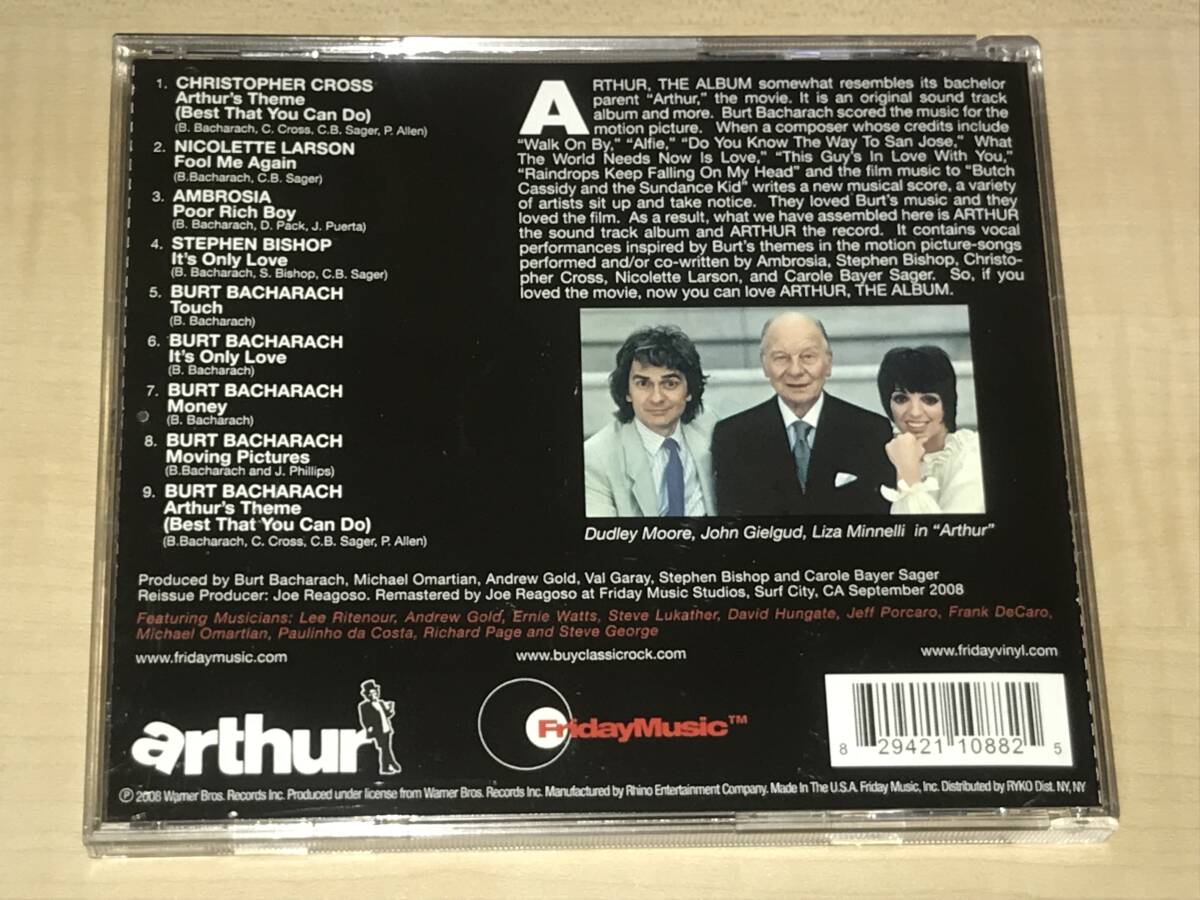 1. CHRISTOPHER CROSS
Arthur's Theme
(Best That You Can Do)
(B. Bacharach, C. Cross, C.B. Sager, P. Allen)
2. NICOLETTE LARSON
Fool Me Again
(B.Bacharach, C.B. Sager)
3. AMBROSIA
Poor Rich Boy
(B. Bacharach, D. Pack, J. Puerta)
4. STEPHEN BISHOP
It's Only Love
(B. Bacharach, S. Bishop, C.B. Sager)
5. BURT BACHARACH
Touch
(B. Bacharach)
6. BURT BACHARACH
It's Only Love
(B. Bacharach)
7. BURT BACHARACH
Money
(B. Bacharach)
8. BURT BACHARACH
Moving Pictures
(B.Bacharach and J. Phillips)
9. BURT BACHARACH
Arthur's Theme
(Best That You Can Do)
(B.Bacharach, C. Cross, C.B. Sager, P. Allen)
ARTHUR, THE ALBUM somewhat resembles its bachelor
parent "Arthur," the movie. It is an original sound track
album and more. Burt Bacharach scored the music for the
motion picture. When a composer whose credits include
"Walk On By," "Alfie," "Do You Know The Way To San Jose," What
The World Needs Now Is Love," "This Guy's In Love With You,"
"Raindrops Keep Falling On My Head" and the film music to "Butch
Cassidy and the Sundance Kid" writes a new musical score, a variety
of artists sit up and take notice. They loved Burt's music and they
loved the film. As a result, what we have assembled here is ARTHUR
the sound track album and ARTHUR the record. It contains vocal
performances inspired by Burt's themes in the motion picture-songs
performed and/or co-written by Ambrosia, Stephen Bishop, Christo-
pher Cross, Nicolette Larson, and Carole Bayer Sager. So, if you
loved the movie, now you can love ARTHUR, THE ALBUM.
Dudley Moore, John Gielgud, Liza Minnelli in "Arthur"
Produced by Burt Bacharach, Michael Omartian, Andrew Gold, Val Garay, Stephen Bishop and Carole Bayer Sager
Reissue Producer: Joe Reagoso. Remastered by Joe Reagoso at Friday Music Studios, Surf City, CA September 2008
Featuring Musicians: Lee Ritenour, Andrew Gold, Ernie Watts, Steve Lukather, David Hungate, Jeff Porcaro, Frank DeCaro,
Michael Omartian, Paulinho da Costa, Richard Page and Steve George
www.fridaymusic.com www.buyclassicrock.com www.fridayvinyl.com
arthur
FridayMusic™
8 29421 10882 5
℗ 2008 Warner Bros. Records Inc. Produced under license from Warner Bros. Records Inc. Manufactured by Rhino Entertainment Company. Made In The U.S.A. Friday Music, Inc. Distributed by RYKO Dist. NY, NY